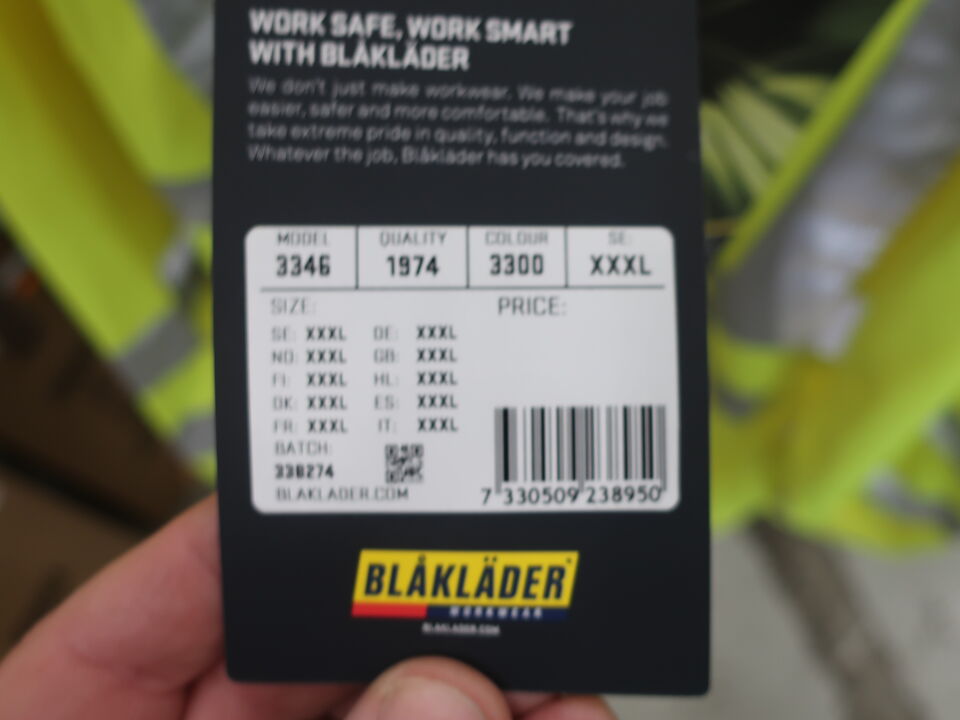 WORK SAFE, WORK SMART
WITH BLÅKLÄDER
We don't just make workwear. We make your job
easier, safer and more comfortable. That's why we
take extreme pride in quality, function and design.
Whatever the job, Blåkläder has you covered.
MODEL QUALITY COLOUR SE:
3346 1974 3300 XXXL
SIZE: PRICE:
SE: XXXL DE: XXXL
NO: XXXL GB: XXXL
FI: XXXL HL: XXXL
DK: XXXL ES: XXXL
FR: XXXL IT: XXXL
BATCH:
338274
BLAKLADER.COM
7 330509 238950
BLÅKLÄDER
WORKWEAR
BLAKLADER.COM